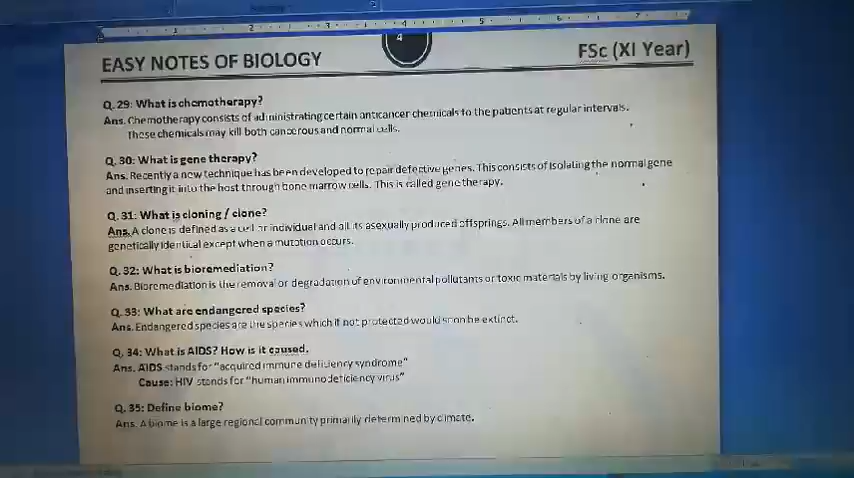 4
EASY NOTES OF BIOLOGY
FSc (XI Year)
Q. 29: What is chemotherapy?
Ans. Chemotherapy consists of administrating certain anticancer chemicals to the patients at regular intervals.
These chemicals may kill both cancerous and normal cells.
Q. 30: What is gene therapy?
Ans. Recently a new technique has been developed to repair defective genes. This consists of isolating the normal gene
and inserting it into the host through bone marrow cells. This is called gene therapy.
Q. 31: What is cloning / clone?
Ans. A clone is defined as a cell or individual and all its asexually produced offsprings. All members of a clone are
genetically identical except when a mutation occurs.
Q. 32: What is bioremediation?
Ans. Bioremediation is the removal or degradation of environmental pollutants or toxic materials by living organisms.
Q. 33: What are endangered species?
Ans. Endangered species are the species which if not protected would soon be extinct.
Q. 34: What is AIDS? How is it caused.
Ans. AIDS stands for "acquired immune deficiency syndrome"
Cause: HIV stands for "human immunodeficiency virus"
Q. 35: Define biome?
Ans. A biome is a large regional community primarily determined by climate.